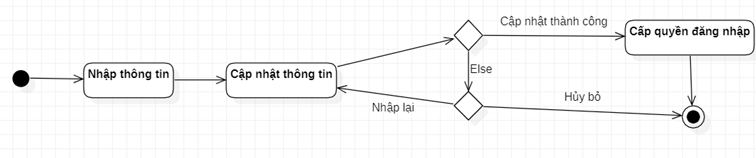 Cập nhật thành công
Cấp quyền đăng nhập
Nhập thông tin
Cập nhật thông tin
Else
Nhập lại
Hủy bỏ